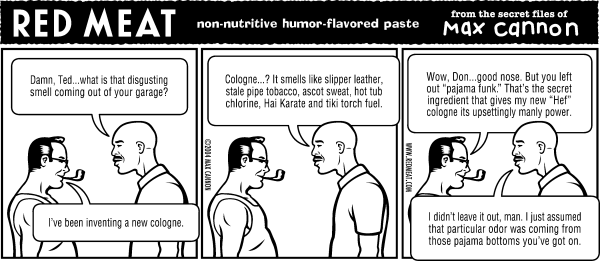 RED MEAT
non-nutritive humor-flavored paste
from the secret files of
Max Cannon
Damn, Ted...what is that disgusting
smell coming out of your garage?
I've been inventing a new cologne.
©2004 MAX CANNON
Cologne...? It smells like slipper leather,
stale pipe tobacco, ascot sweat, hot tub
chlorine, Hai Karate and tiki torch fuel.
WWW.REDMEAT.COM
Wow, Don...good nose. But you left
out “pajama funk.” That's the secret
ingredient that gives my new “Hef”
cologne its upsettingly manly power.
I didn't leave it out, man. I just assumed
that particular odor was coming from
those pajama bottoms you've got on.